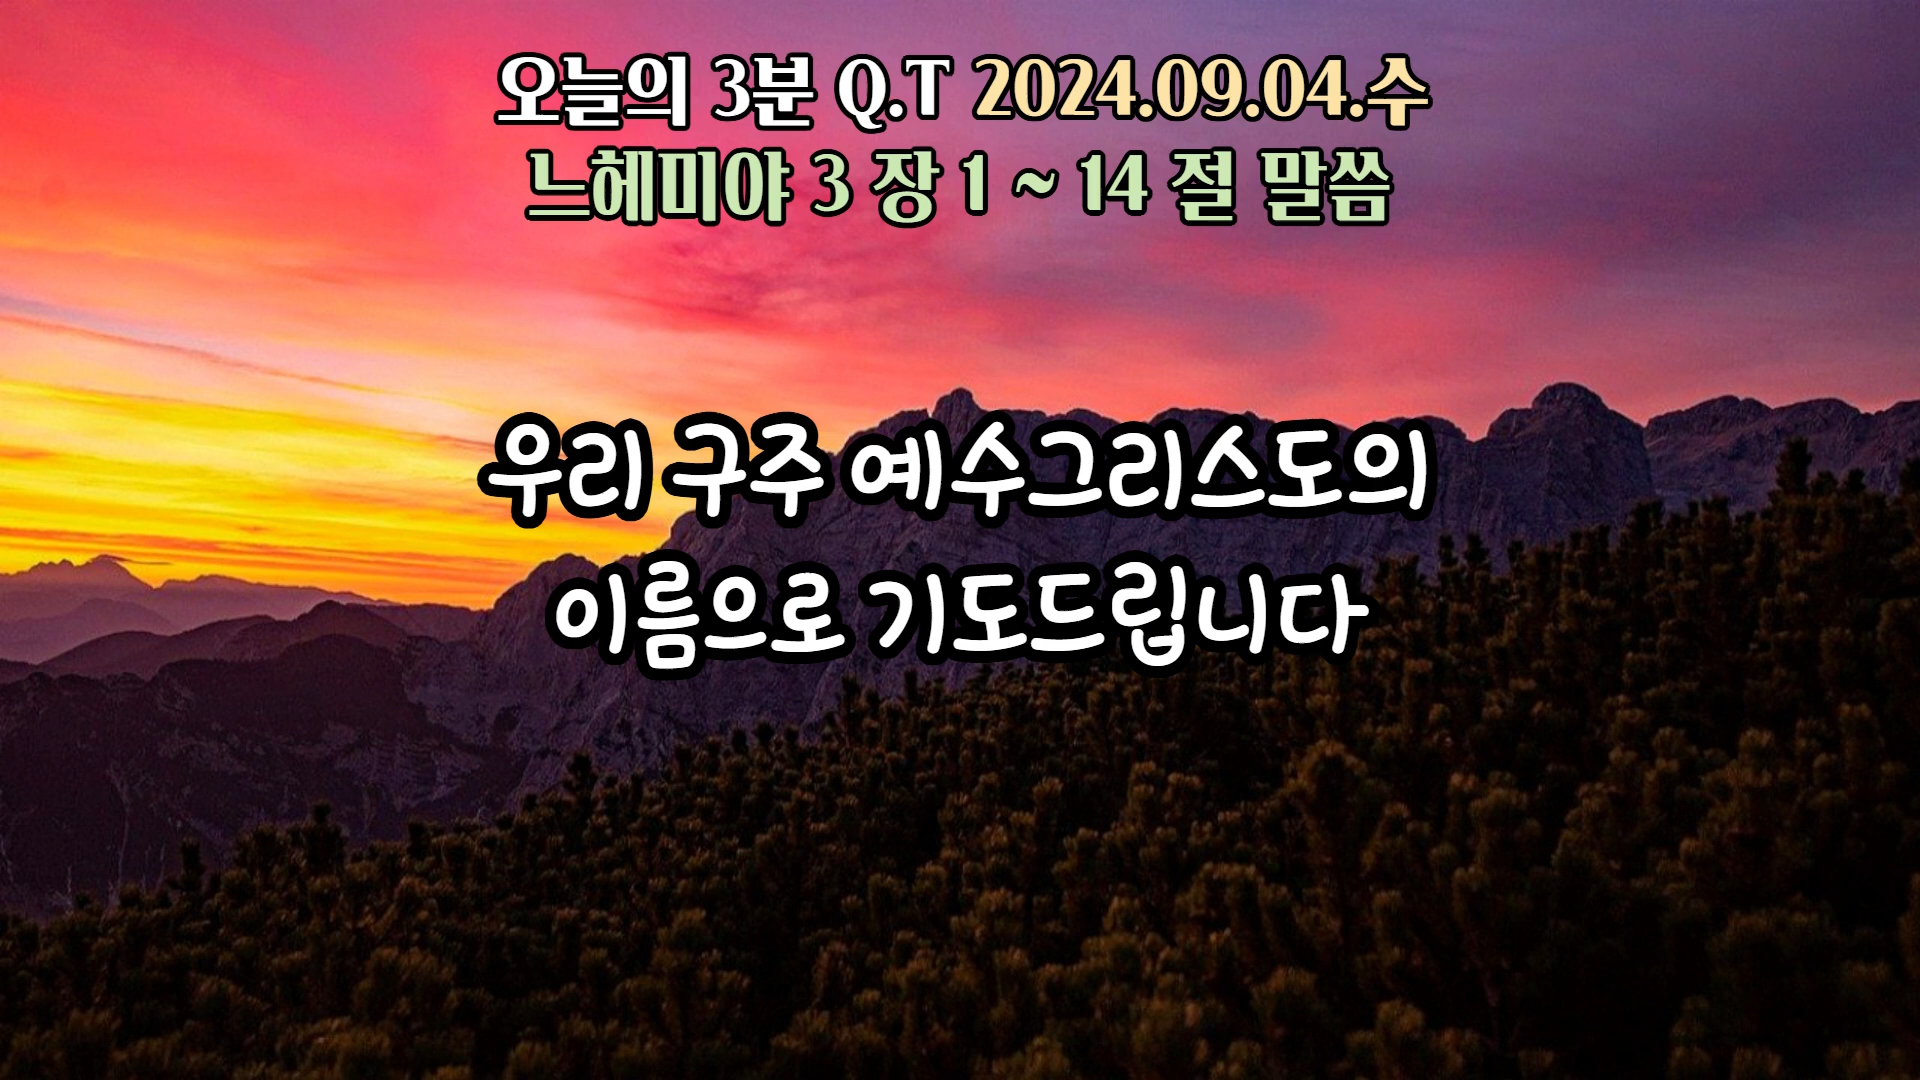 오늘의 3분 Q.T 2024.09.04.수
느헤미야 3 장 1 ~ 14 절 말씀
우리 구주 예수그리스도의
이름으로 기도드립니다